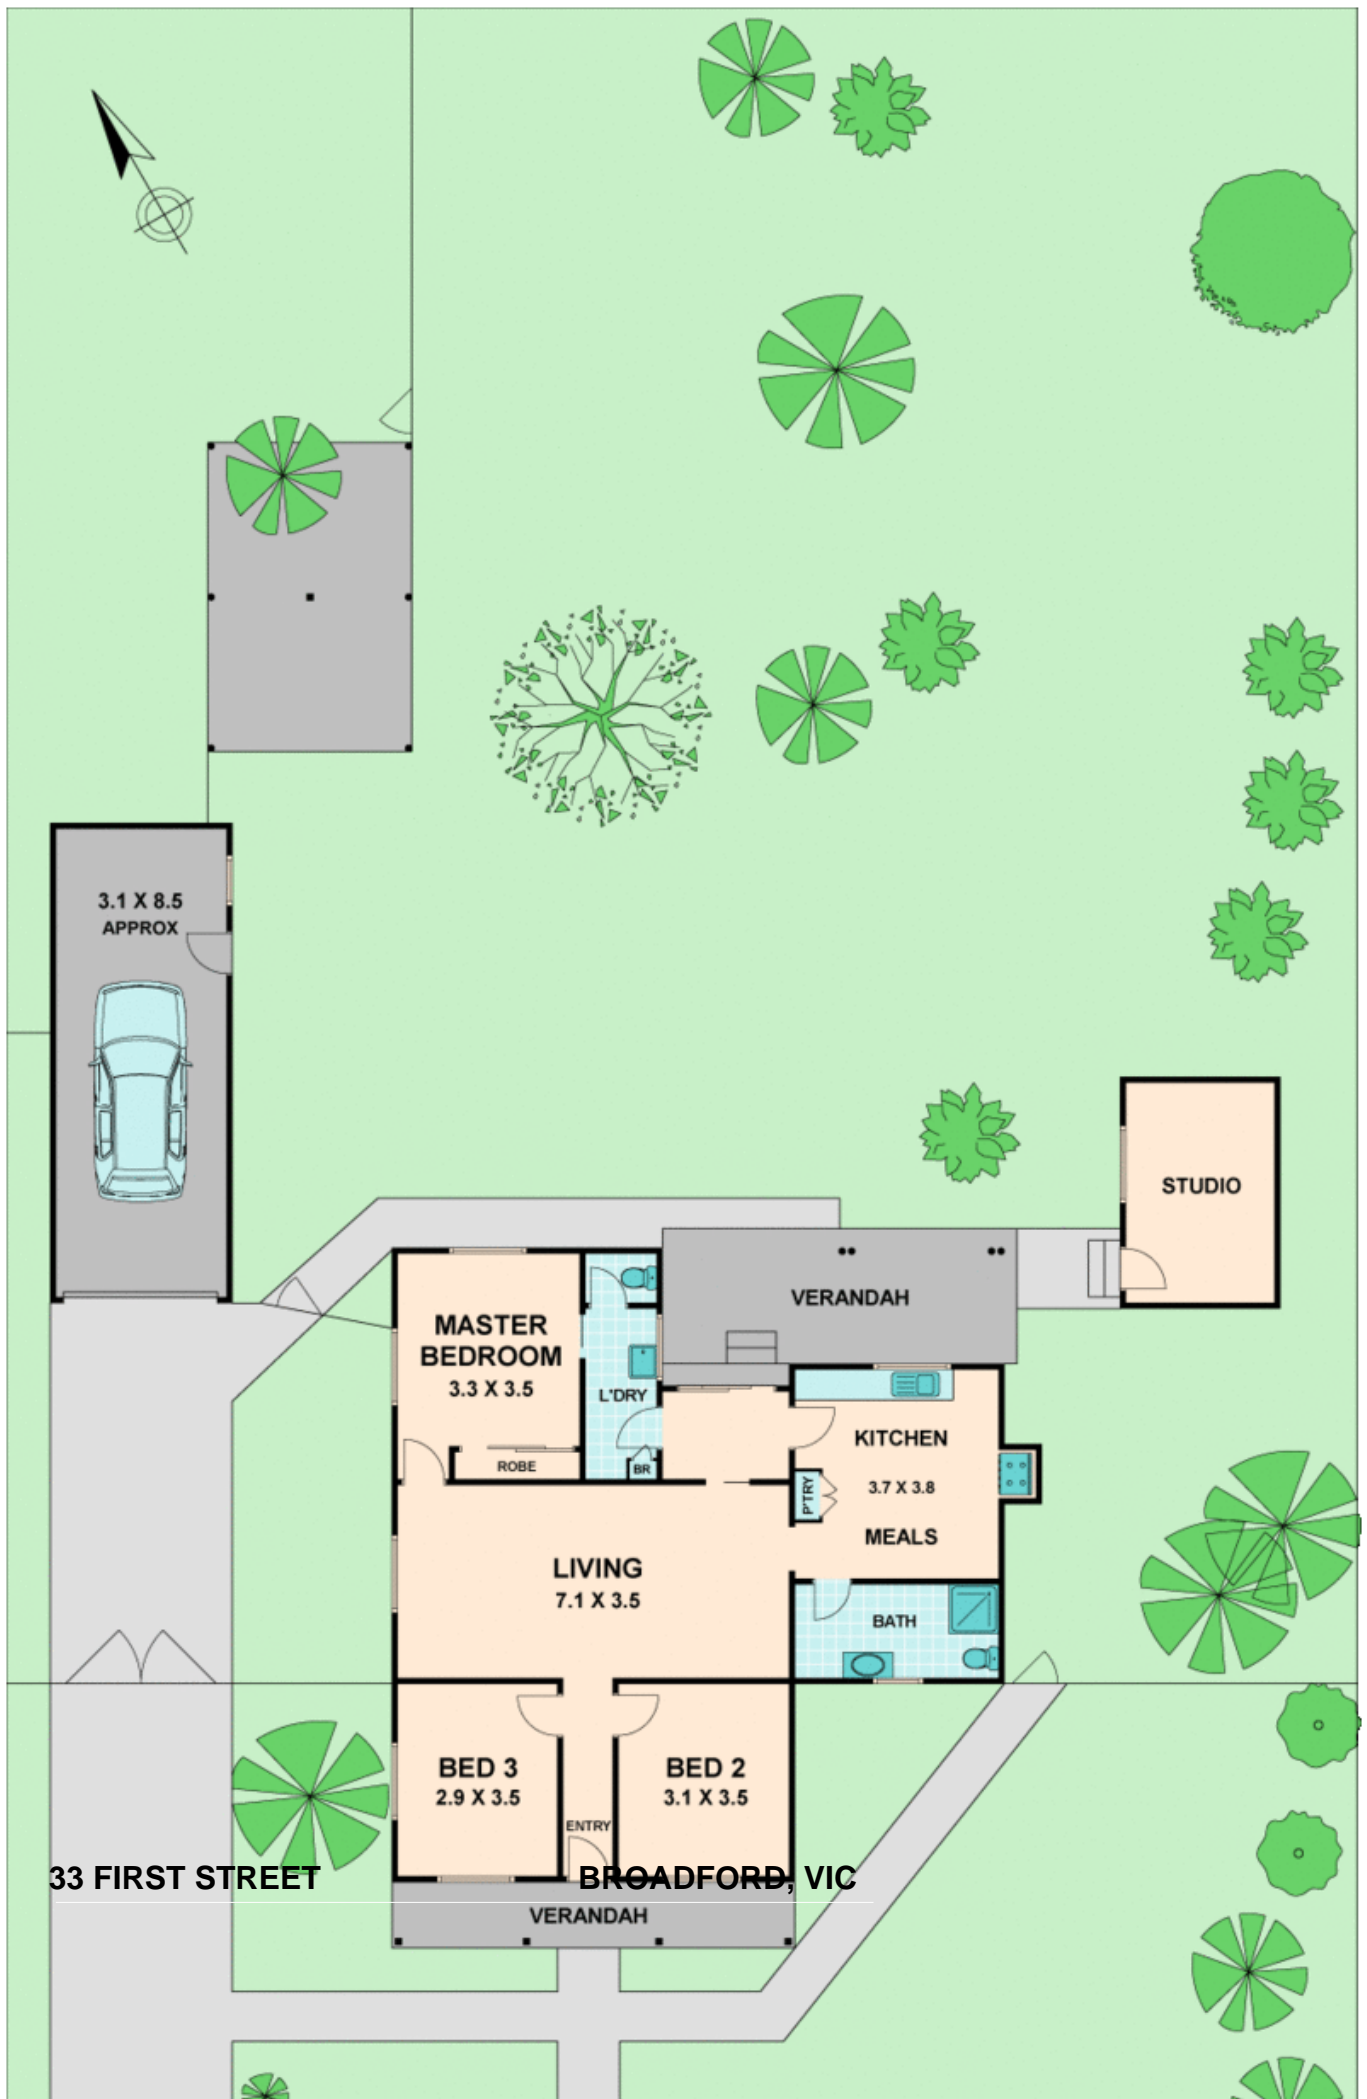 3.1 X 8.5
APPROX
STUDIO
VERANDAH
MASTER
BEDROOM
3.3 X 3.5
L'DRY
ROBE
BR
KITCHEN
P'TRY
3.7 X 3.8
MEALS
LIVING
7.1 X 3.5
BATH
BED 3
2.9 X 3.5
BED 2
3.1 X 3.5
ENTRY
33 FIRST STREET BROADFORD, VIC
VERANDAH